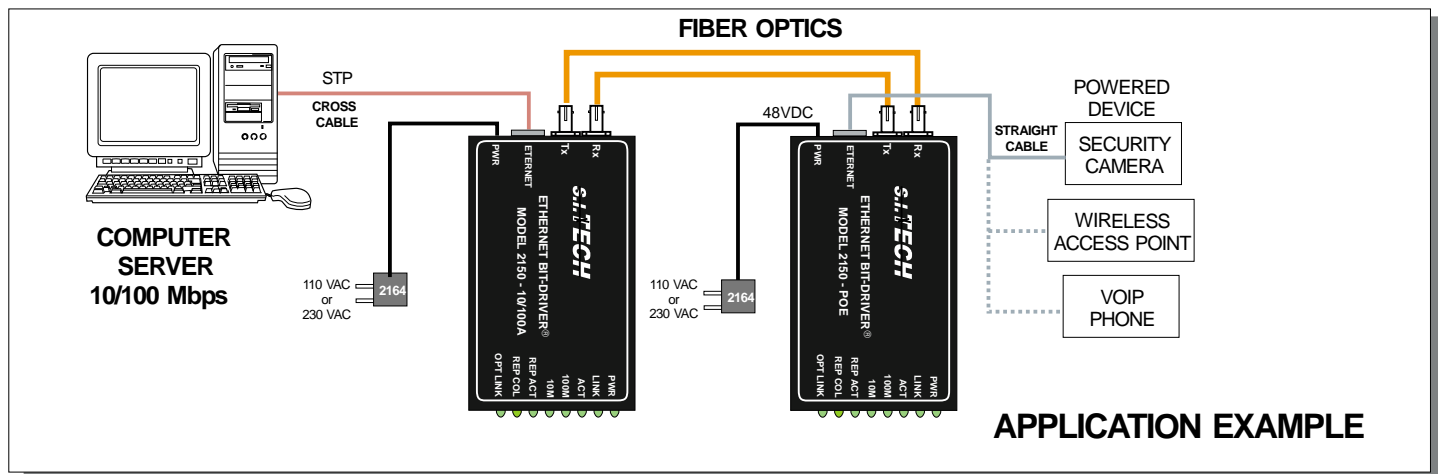 FIBER OPTICS
STP
CROSS
CABLE
COMPUTER
SERVER
10/100 Mbps
110 VAC
or
230 VAC
2164
PWR
ETERNET
Tx
Rx
S.I.TECH
ETHERNET BIT-DRIVER®
MODEL 2150 - 10/100A
OPT LINK
REP COL
REP ACT
10M
100M
ACT
LINK
PWR
48VDC
110 VAC
or
230 VAC
2164
PWR
ETERNET
Tx
Rx
S.I.TECH
ETHERNET BIT-DRIVER®
MODEL 2150 - POE
OPT LINK
REP COL
REP ACT
10M
100M
ACT
LINK
PWR
STRAIGHT
CABLE
POWERED
DEVICE
SECURITY
CAMERA
WIRELESS
ACCESS POINT
VOIP
PHONE
APPLICATION EXAMPLE